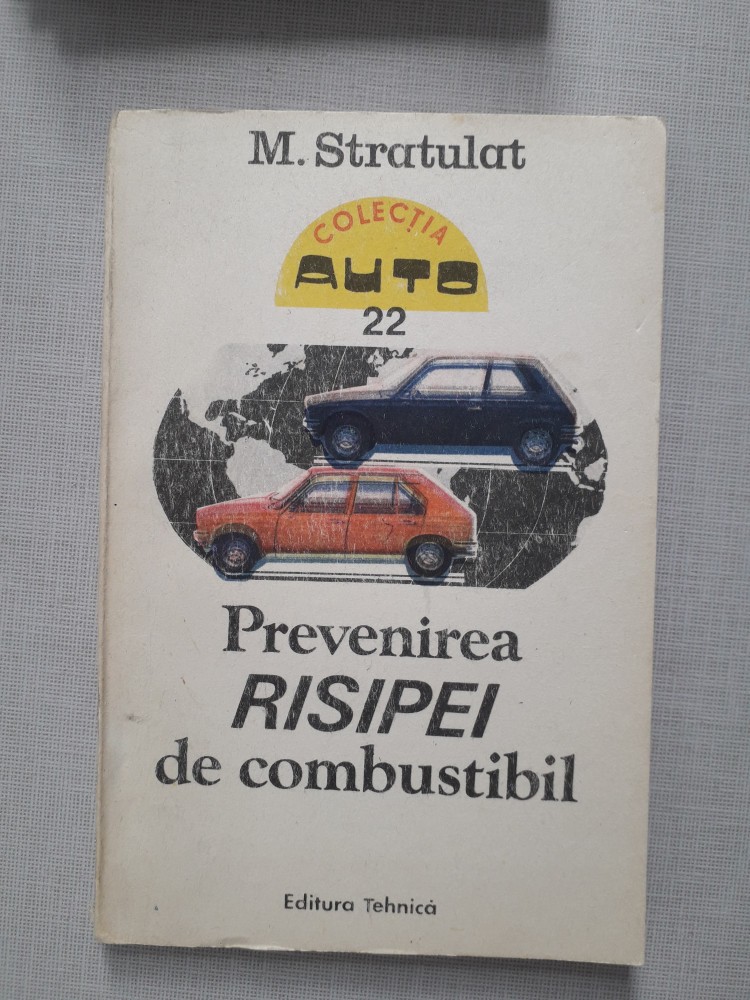 M. Stratulat
COLECȚIA
AUTO
22
Prevenirea
RISIPEI
de combustibil
Editura Tehnică